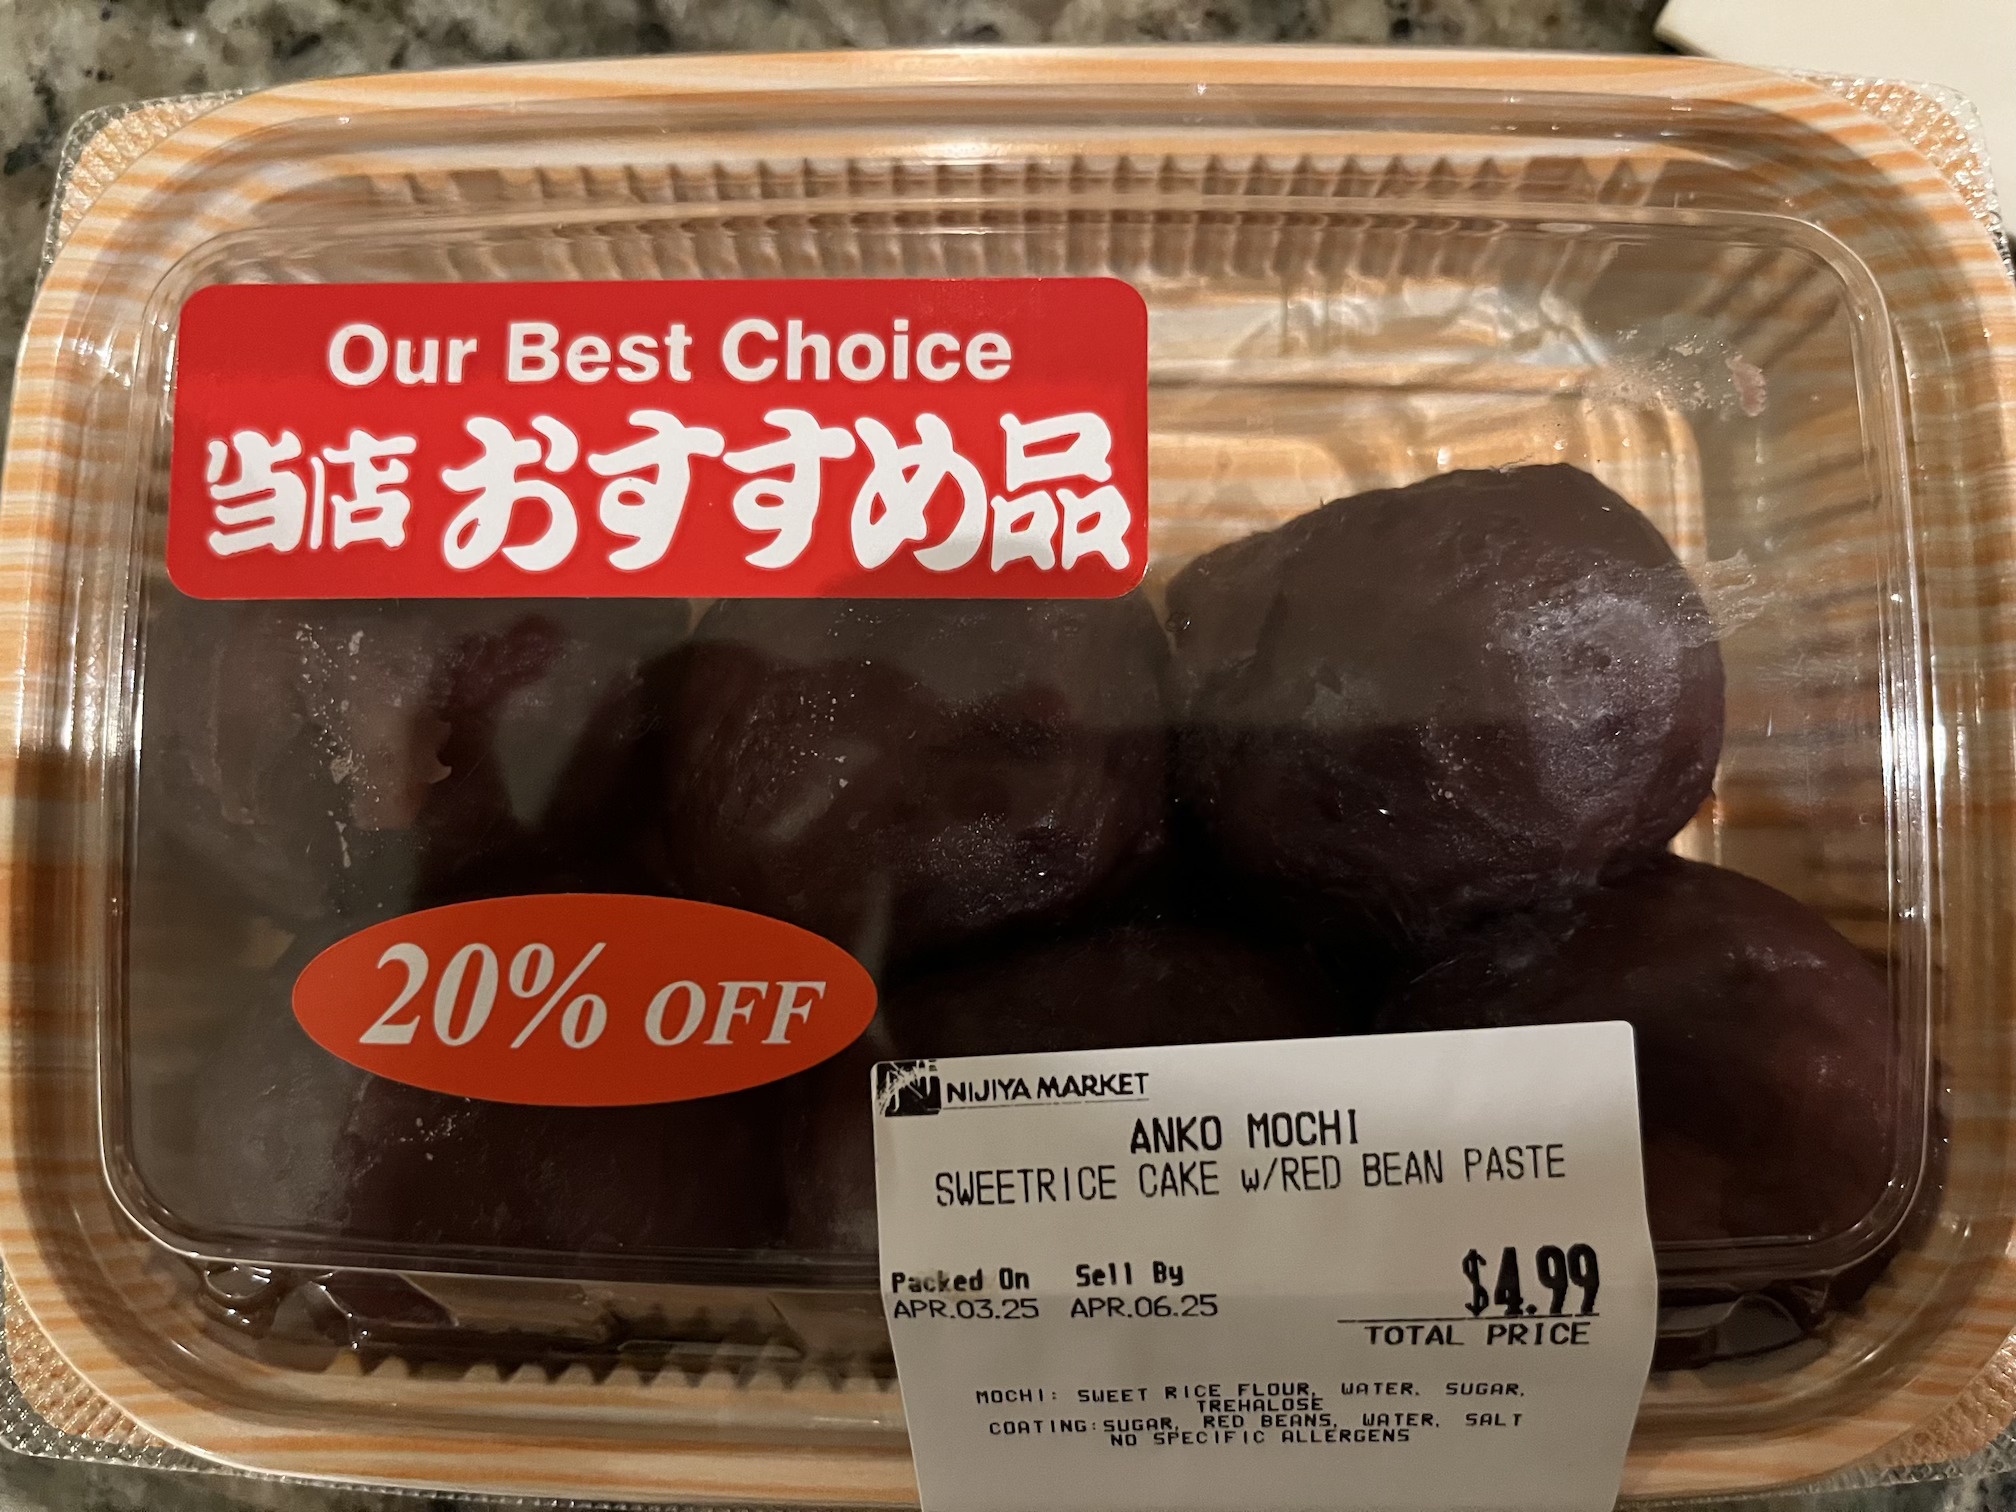 Our Best Choice
当店おすすめ品
20% OFF
NIJIYA MARKET
ANKO MOCHI
SWEETRICE CAKE w/RED BEAN PASTE
Packed On Sell By
APR.03.25 APR.06.25
$4.99
TOTAL PRICE
MOCHI: SWEET RICE FLOUR, WATER, SUGAR,
TREHALOSE
COATING:SUGAR, RED BEANS, WATER, SALT
NO SPECIFIC ALLERGENS